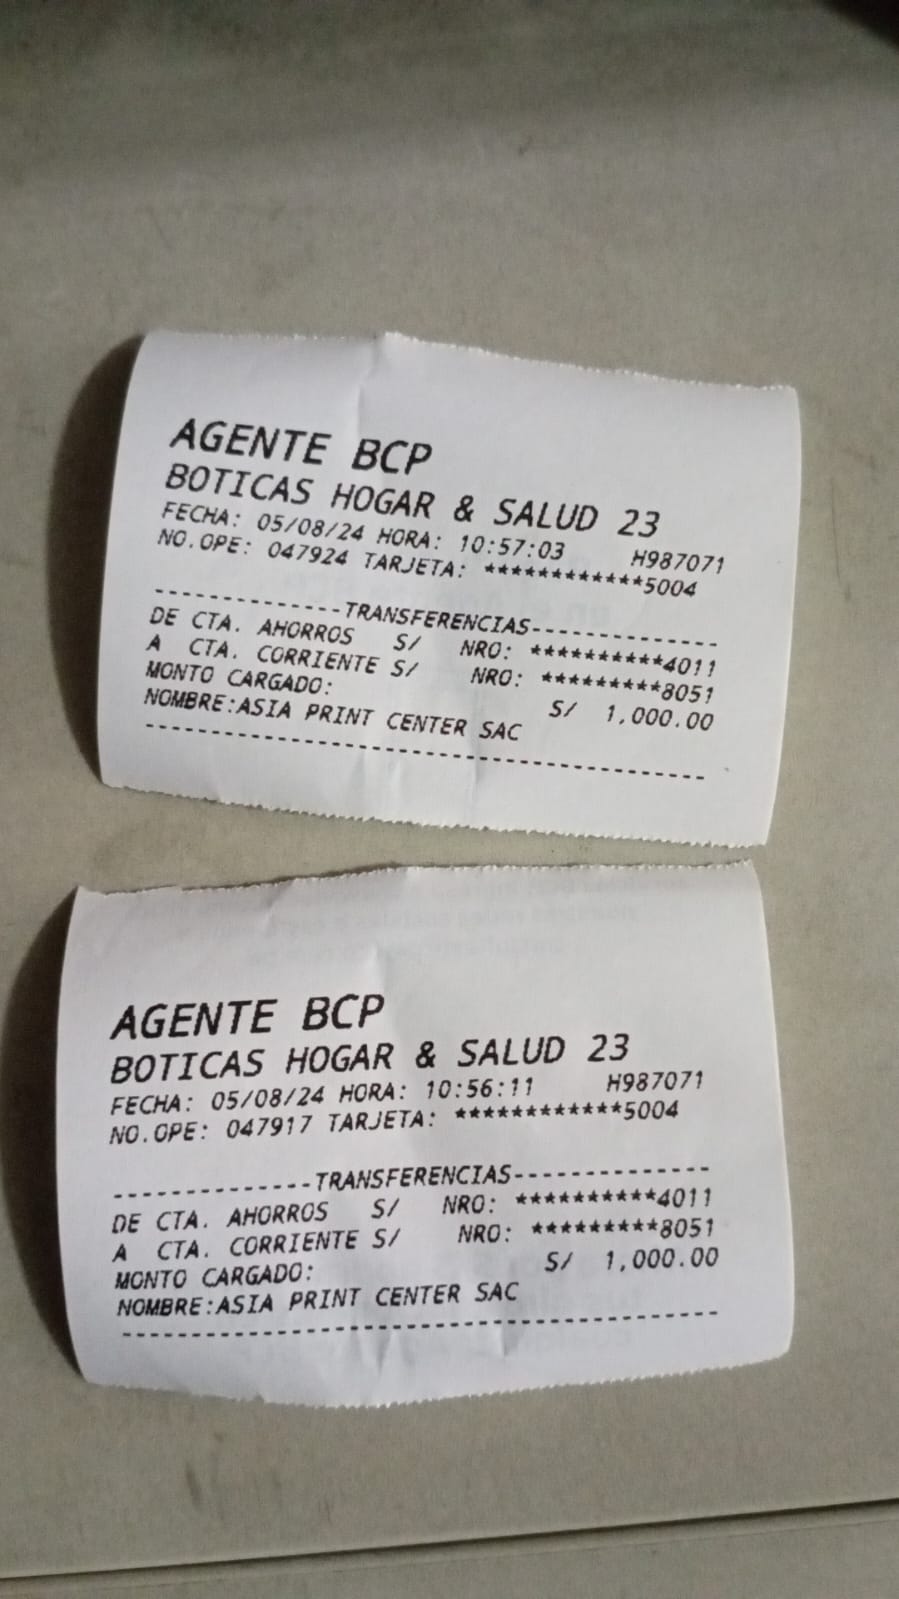 AGENTE BCP
BOTICAS HOGAR & SALUD 23
FECHA: 05/08/24 HORA: 10:57:03 H987071
NO.OPE: 047924 TARJETA: ************5004
-------------TRANSFERENCIAS-------------
DE CTA. AHORROS S/ NRO: **********4011
A CTA. CORRIENTE S/ NRO: *********8051
MONTO CARGADO: S/ 1,000.00
NOMBRE:ASIA PRINT CENTER SAC
----------------------------------------
AGENTE BCP
BOTICAS HOGAR & SALUD 23
FECHA: 05/08/24 HORA: 10:56:11 H987071
NO.OPE: 047917 TARJETA: ************5004
--------------TRANSFERENCIAS--------------
DE CTA. AHORROS S/ NRO: **********4011
A CTA. CORRIENTE S/ NRO: *********8051
MONTO CARGADO: S/ 1,000.00
NOMBRE:ASIA PRINT CENTER SAC
----------------------------------------